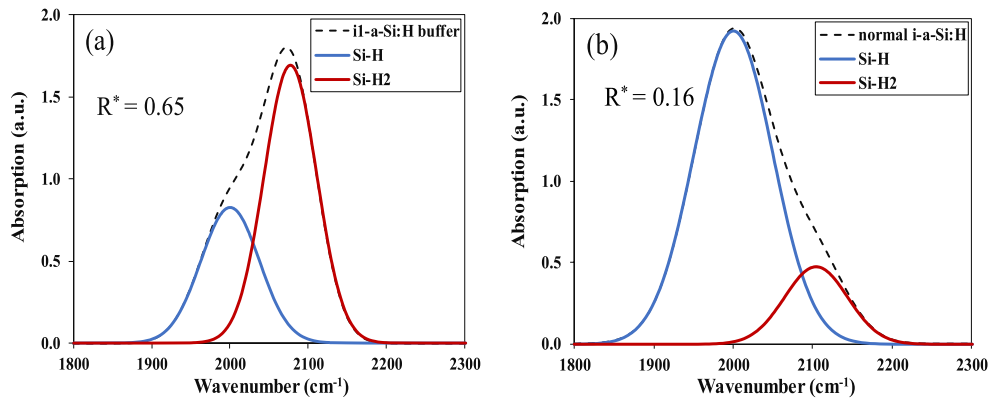 (a)
i1-a-Si:H buffer
Si-H
Si-H2
R* = 0.65
Absorption (a.u.)
2.0
1.5
1.0
0.5
0.0
1800 1900 2000 2100 2200 2300
Wavenumber (cm-1)
(b)
normal i-a-Si:H
Si-H
Si-H2
R* = 0.16
Absorption (a.u.)
2.0
1.5
1.0
0.5
0.0
1800 1900 2000 2100 2200 2300
Wavenumber (cm-1)